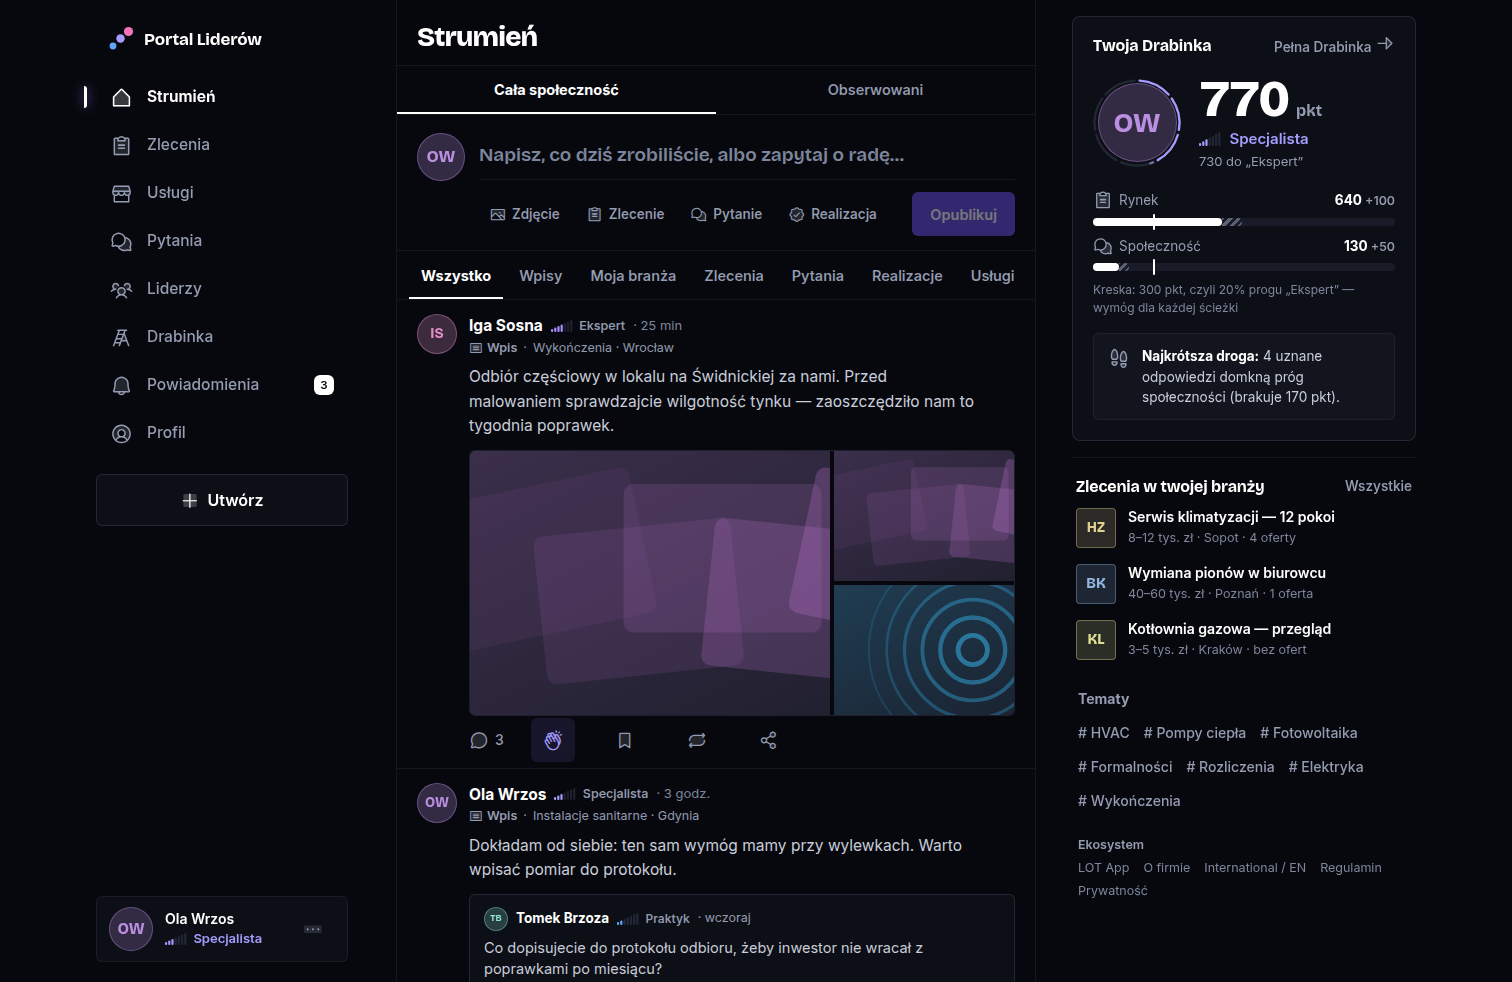 Portal Liderów
Strumień
Zlecenia
Usługi
Pytania
Liderzy
Drabinka
Powiadomienia 3
Profil
Utwórz
OW Ola Wrzos
Specjalista
Strumień
Cała społeczność Obserwowani
OW Napisz, co dziś zrobiliście, albo zapytaj o radę...
Zdjęcie Zlecenie Pytanie Realizacja Opublikuj
Wszystko Wpisy Moja branża Zlecenia Pytania Realizacje Usługi
IS Iga Sosna Ekspert · 25 min
Wpis · Wykończenia · Wrocław
Odbiór częściowy w lokalu na Świdnickiej za nami. Przed
malowaniem sprawdzajcie wilgotność tynku — zaoszczędziło nam to
tygodnia poprawek.
3
OW Ola Wrzos Specjalista · 3 godz.
Wpis · Instalacje sanitarne · Gdynia
Dokładam od siebie: ten sam wymóg mamy przy wylewkach. Warto
wpisać pomiar do protokołu.
TB Tomek Brzoza Praktyk · wczoraj
Co dopisujecie do protokołu odbioru, żeby inwestor nie wracał z
poprawkami po miesiącu?
Twoja Drabinka Pełna Drabinka
OW 770 pkt
Specjalista
730 do „Ekspert”
Rynek 640 +100
Społeczność 130 +50
Kreska: 300 pkt, czyli 20% progu „Ekspert” —
wymóg dla każdej ścieżki
Najkrótsza droga: 4 uznane
odpowiedzi domkną próg
społeczności (brakuje 170 pkt).
Zlecenia w twojej branży Wszystkie
HZ Serwis klimatyzacji — 12 pokoi
8–12 tys. zł · Sopot · 4 oferty
BK Wymiana pionów w biurowcu
40–60 tys. zł · Poznań · 1 oferta
KL Kotłownia gazowa — przegląd
3–5 tys. zł · Kraków · bez ofert
Tematy
# HVAC # Pompy ciepła # Fotowoltaika
# Formalności # Rozliczenia # Elektryka
# Wykończenia
Ekosystem
LOT App O firmie International / EN Regulamin
Prywatność